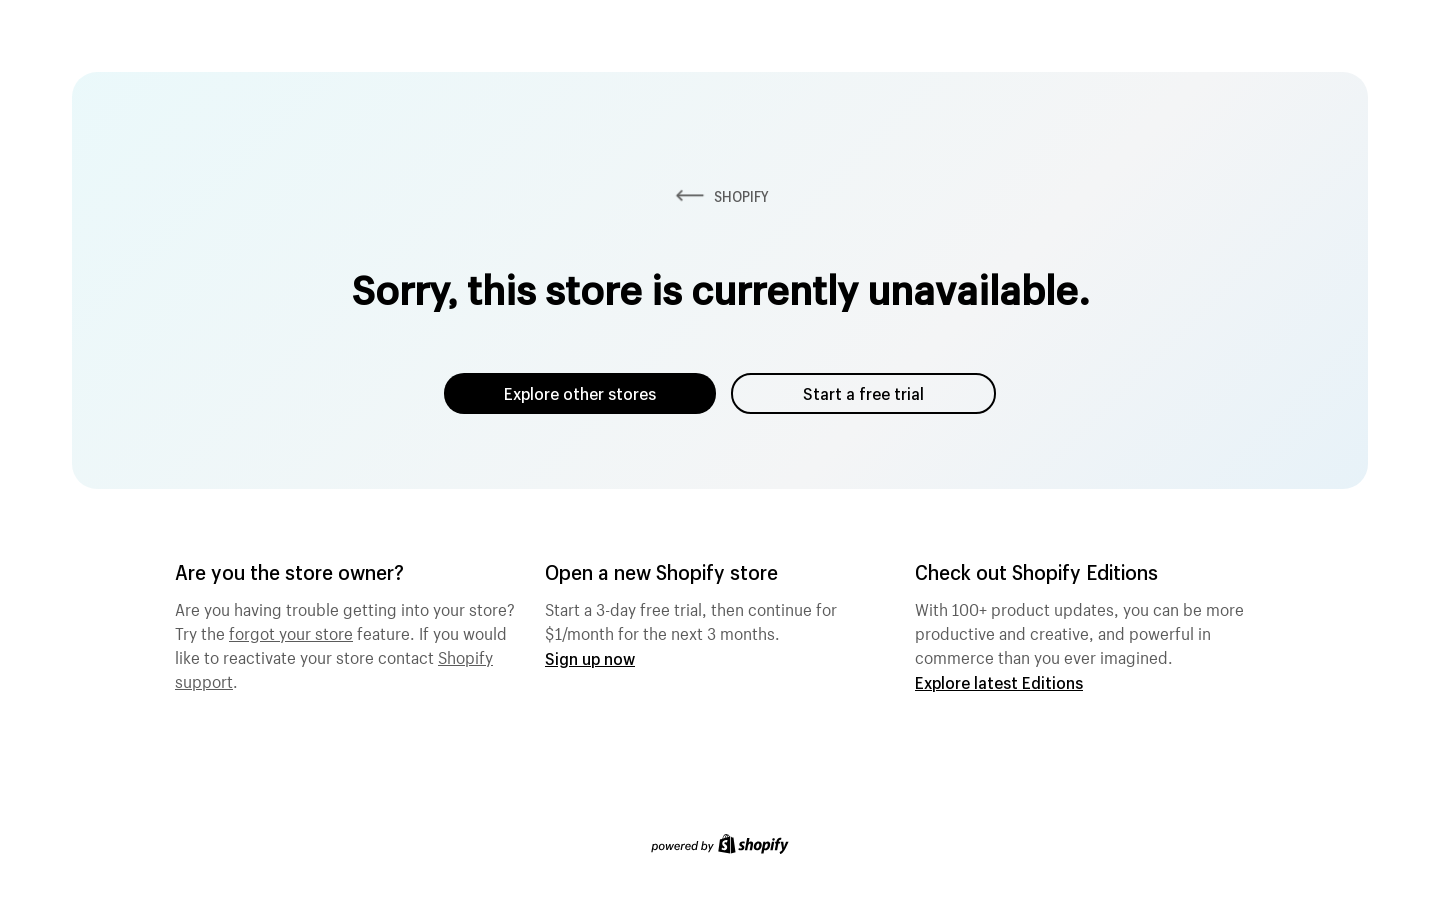 SHOPIFY
Sorry, this store is currently unavailable.
Explore other stores
Start a free trial
Are you the store owner?
Are you having trouble getting into your store?
Try the forgot your store feature. If you would
like to reactivate your store contact Shopify
support.
Open a new Shopify store
Start a 3-day free trial, then continue for
$1/month for the next 3 months.
Sign up now
Check out Shopify Editions
With 100+ product updates, you can be more
productive and creative, and powerful in
commerce than you ever imagined.
Explore latest Editions
powered by shopify